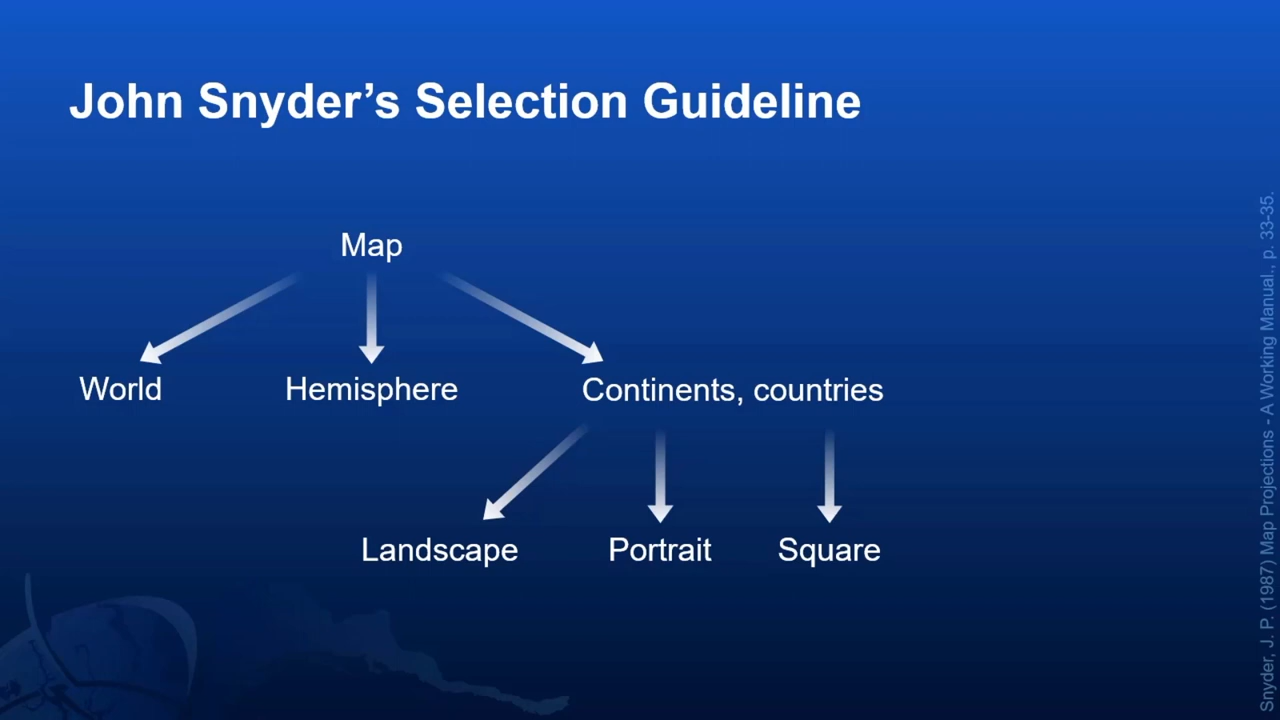 John Snyder’s Selection Guideline
Map
World
Hemisphere
Continents, countries
Landscape
Portrait
Square
Snyder, J. P. (1987) Map Projections - A Working Manual., p. 33-35.